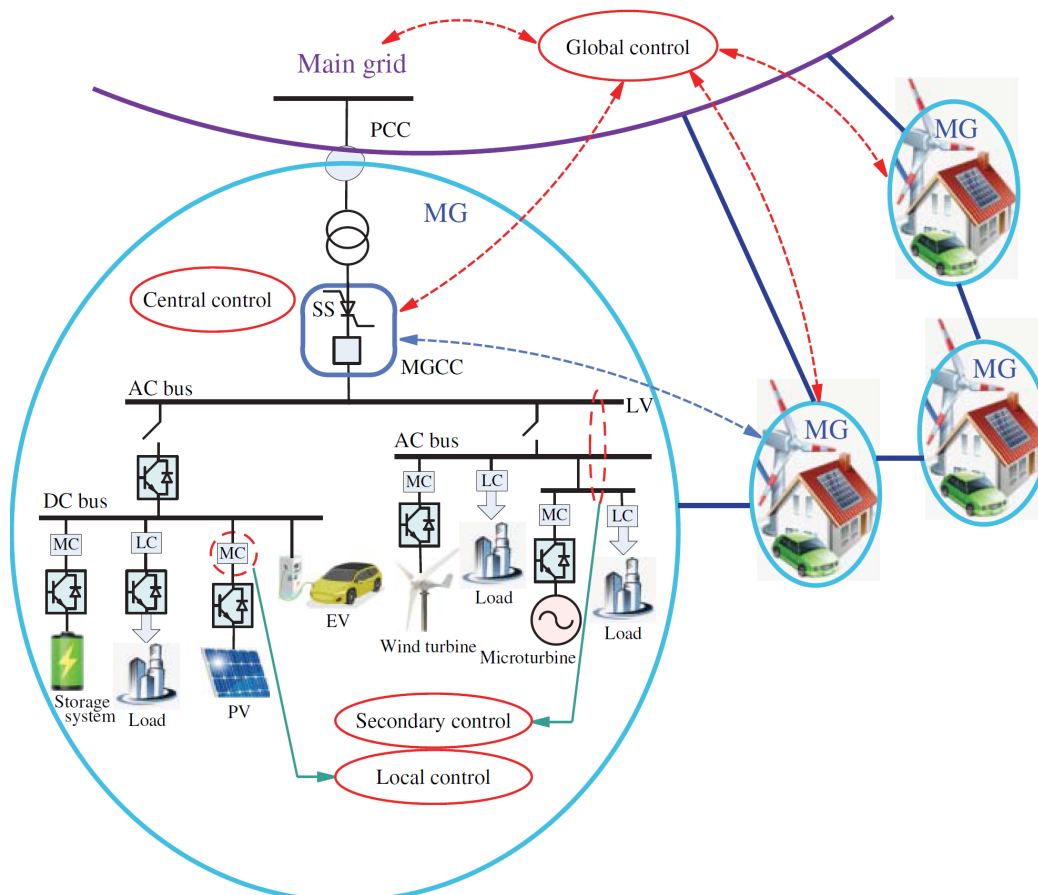 Global control
Main grid
PCC
MG
MG
Central control
SS
MGCC
MG
MG
AC bus
LV
AC bus
DC bus
MC
LC
MC
MC
LC
MC
LC
EV
Load
Wind turbine
Microturbine
Load
Storage
system
Load
PV
Secondary control
Local control